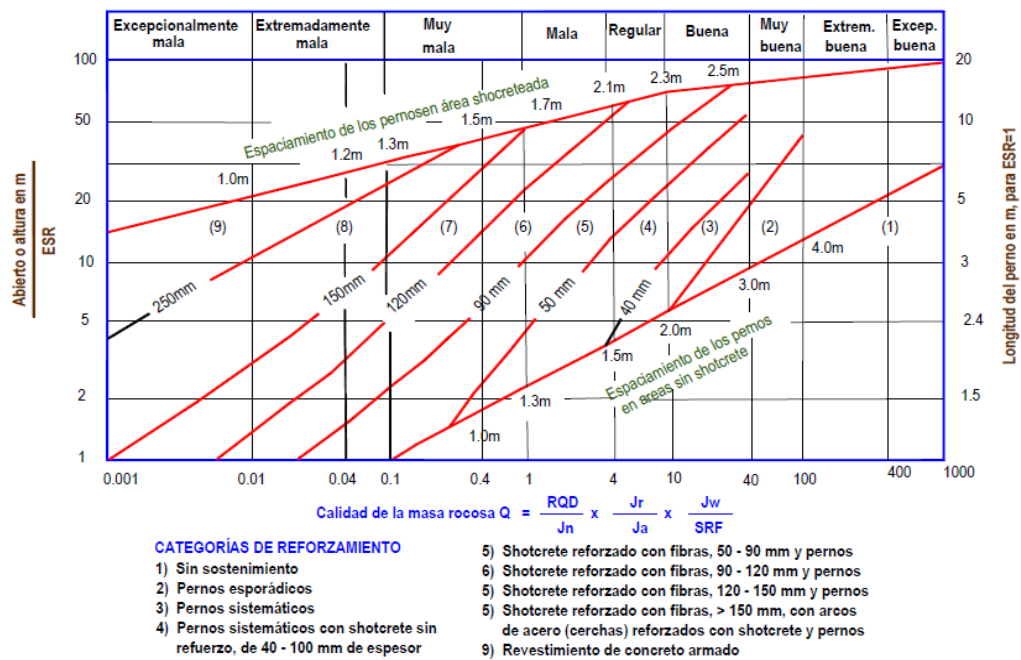 Excepcionalmente mala
Extremadamente mala
Muy mala
Mala
Regular
Buena
Muy buena
Extrem. buena
Excep. buena
100
50
20
10
5
2
1
Abierto o altura en m
ESR
20
10
5
3
2.4
1.5
Longitud del perno en m, para ESR=1
Espaciamiento de los pernosen área shocreteada
1.0m
1.2m
1.3m
1.5m
1.7m
2.1m
2.3m
2.5m
(9)
(8)
(7)
(6)
(5)
(4)
(3)
(2)
(1)
250mm
150mm
120mm
90 mm
50 mm
40 mm
4.0m
3.0m
2.0m
1.5m
1.3m
1.0m
Espaciamiento de los pernos
en areas sin shotcrete
0.001
0.01
0.04
0.1
0.4
1
4
10
40
100
400
1000
Calidad de la masa rocosa Q = RQD/Jn x Jr/Ja x Jw/SRF
CATEGORÍAS DE REFORZAMIENTO
1) Sin sostenimiento
2) Pernos esporádicos
3) Pernos sistemáticos
4) Pernos sistemáticos con shotcrete sin
refuerzo, de 40 - 100 mm de espesor
5) Shotcrete reforzado con fibras, 50 - 90 mm y pernos
6) Shotcrete reforzado con fibras, 90 - 120 mm y pernos
5) Shotcrete reforzado con fibras, 120 - 150 mm y pernos
5) Shotcrete reforzado con fibras, > 150 mm, con arcos
de acero (cerchas) reforzados con shotcrete y pernos
9) Revestimiento de concreto armado